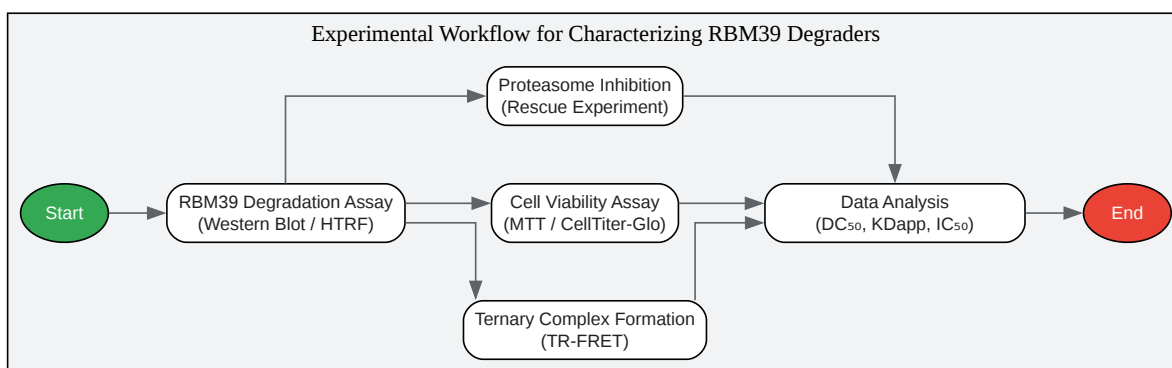 Experimental Workflow for Characterizing RBM39 Degraders
Proteasome Inhibition
(Rescue Experiment)
Start
RBM39 Degradation Assay
(Western Blot / HTRF)
Cell Viability Assay
(MTT / CellTiter-Glo)
Data Analysis
(DC₅₀, KDapp, IC₅₀)
End
Ternary Complex Formation
(TR-FRET)